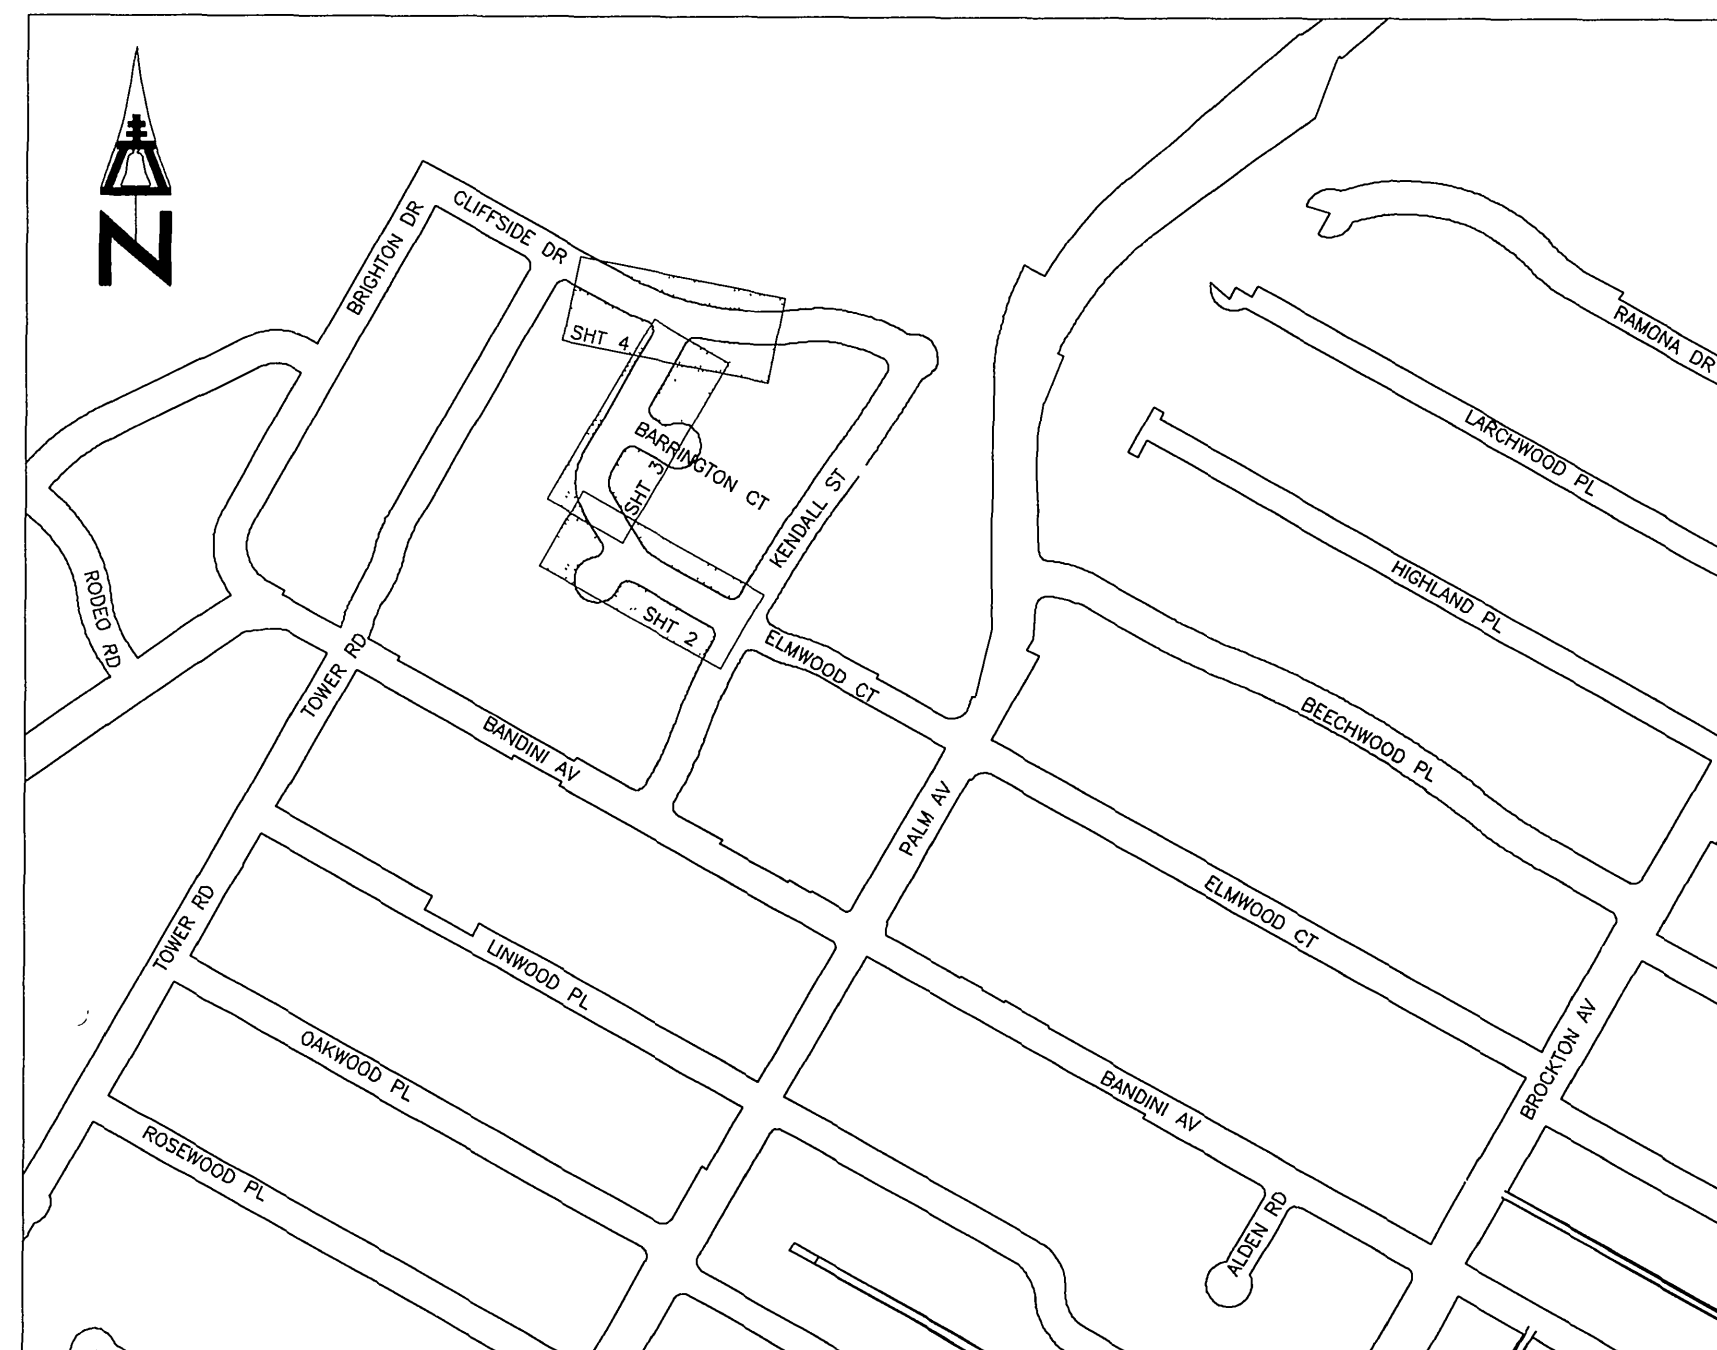 N
CLIFFSIDE DR
BRIGHTON DR
RAMONA DR
SHT 4
LARCHWOOD PL
BARRINGTON CT
SHT 3
KENDALL ST
HIGHLAND PL
RODEO RD
SHT 2
ELMWOOD CT
TOWER RD
BANDINI AV
BEECHWOOD PL
PALM AV
ELMWOOD CT
TOWER RD
LINWOOD PL
OAKWOOD PL
BROCKTON AV
BANDINI AV
ROSEWOOD PL
ALDEN RD